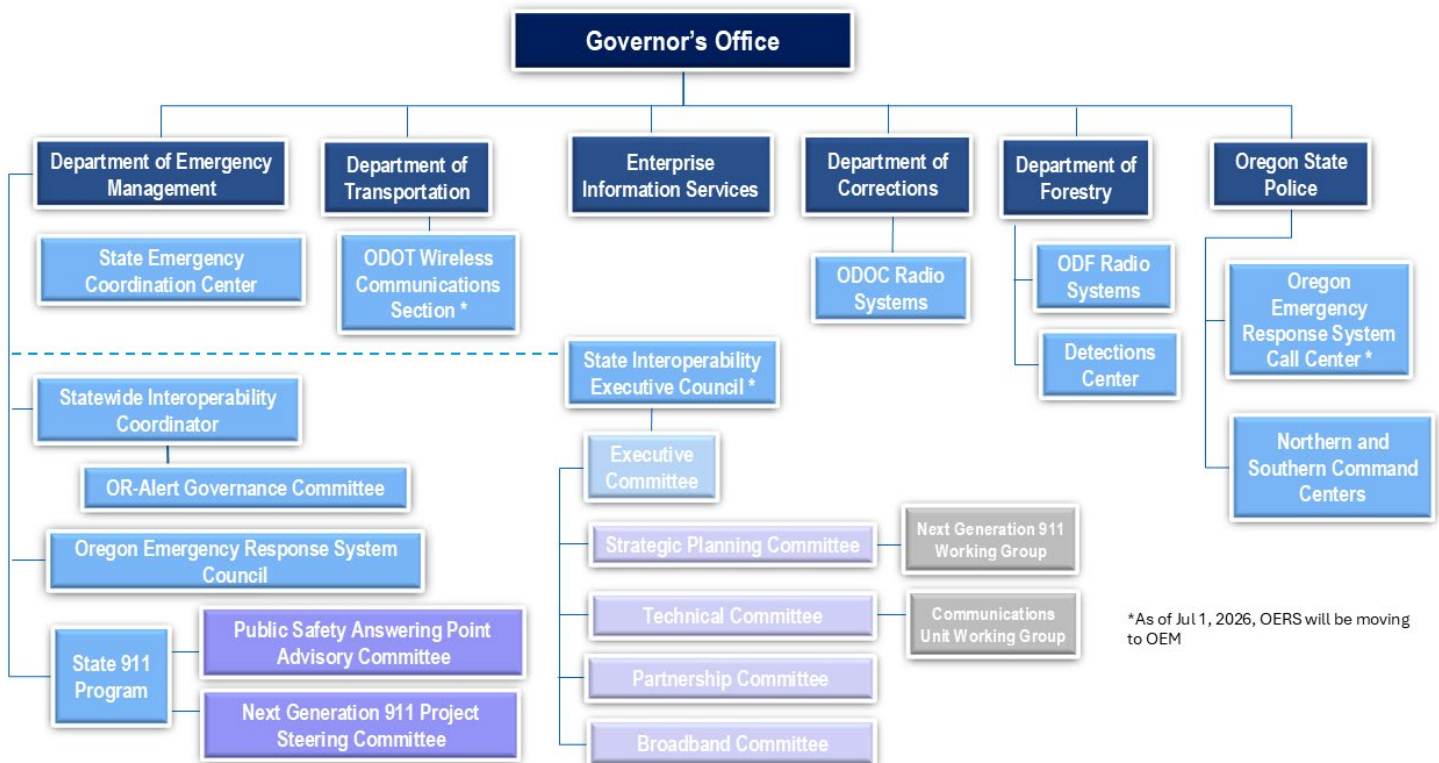 Governor's Office
Department of Emergency
Management
Department of
Transportation
Enterprise
Information Services
Department of
Corrections
Department of
Forestry
Oregon State
Police
State Emergency
Coordination Center
ODOT Wireless
Communications
Section *
ODOC Radio
Systems
ODF Radio
Systems
Detections
Center
Oregon
Emergency
Response System
Call Center *
Northern and
Southern Command
Centers
State Interoperability
Executive Council *
Statewide Interoperability
Coordinator
OR-Alert Governance Committee
Oregon Emergency Response System
Council
State 911
Program
Public Safety Answering Point
Advisory Committee
Next Generation 911 Project
Steering Committee
Executive
Committee
Strategic Planning Committee
Next Generation 911
Working Group
Technical Committee
Communications
Unit Working Group
Partnership Committee
Broadband Committee
*As of Jul 1, 2026, OERS will be moving
to OEM